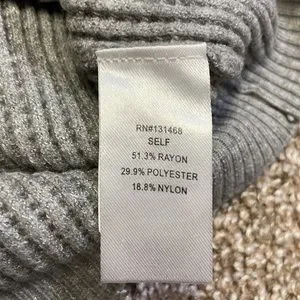 RN#131468
SELF
51.3% RAYON
29.9% POLYESTER
18.8% NYLON